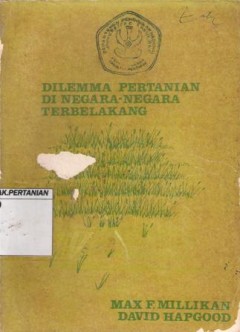 DILEMMA PERTANIAN
DI NEGARA-NEGARA
TERBELAKANG
AK.PERTANIAN
MAX F. MILLIKAN
DAVID HAPGOOD